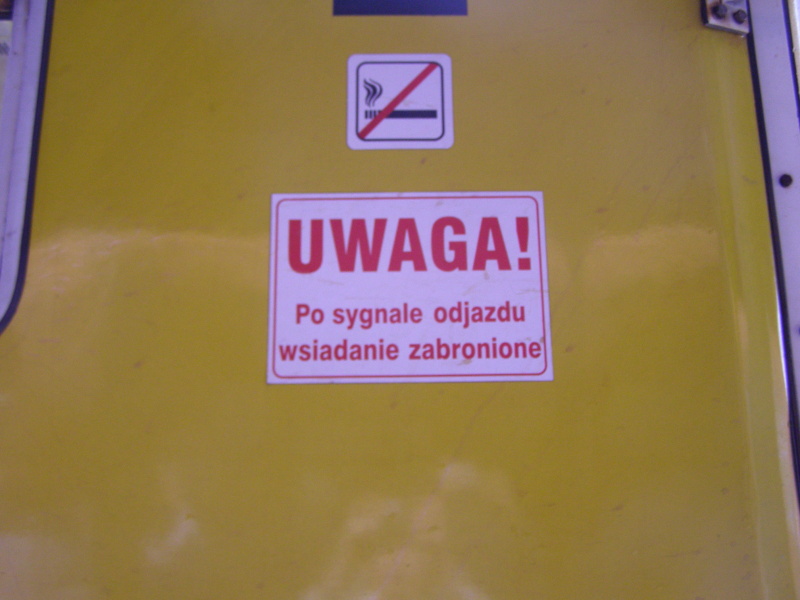 UWAGA!
Po sygnale odjazdu
wsiadanie zabronione